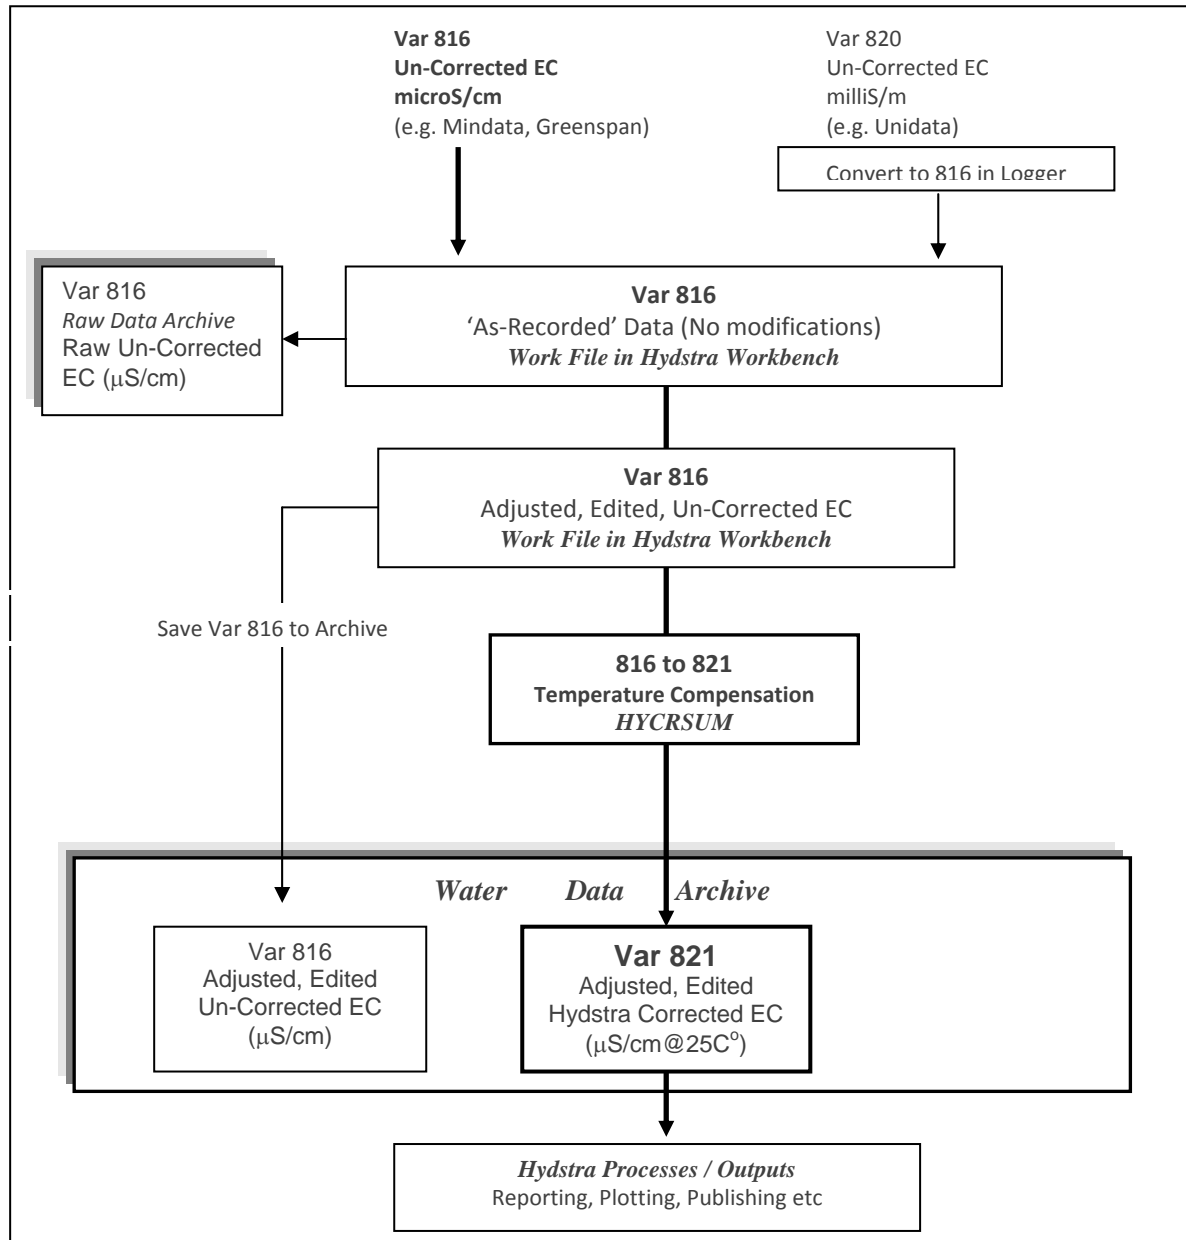 Var 816
Un-Corrected EC
microS/cm
(e.g. Mindata, Greenspan)
Var 820
Un-Corrected EC
milliS/m
(e.g. Unidata)
Convert to 816 in Logger
Var 816
Raw Data Archive
Raw Un-Corrected
EC (μS/cm)
Var 816
‘As-Recorded’ Data (No modifications)
Work File in Hydstra Workbench
Var 816
Adjusted, Edited, Un-Corrected EC
Work File in Hydstra Workbench
Save Var 816 to Archive
816 to 821
Temperature Compensation
HYCRSUM
Water Data Archive
Var 816
Adjusted, Edited
Un-Corrected EC
(μS/cm)
Var 821
Adjusted, Edited
Hydstra Corrected EC
(μS/cm@25C°)
Hydstra Processes / Outputs
Reporting, Plotting, Publishing etc